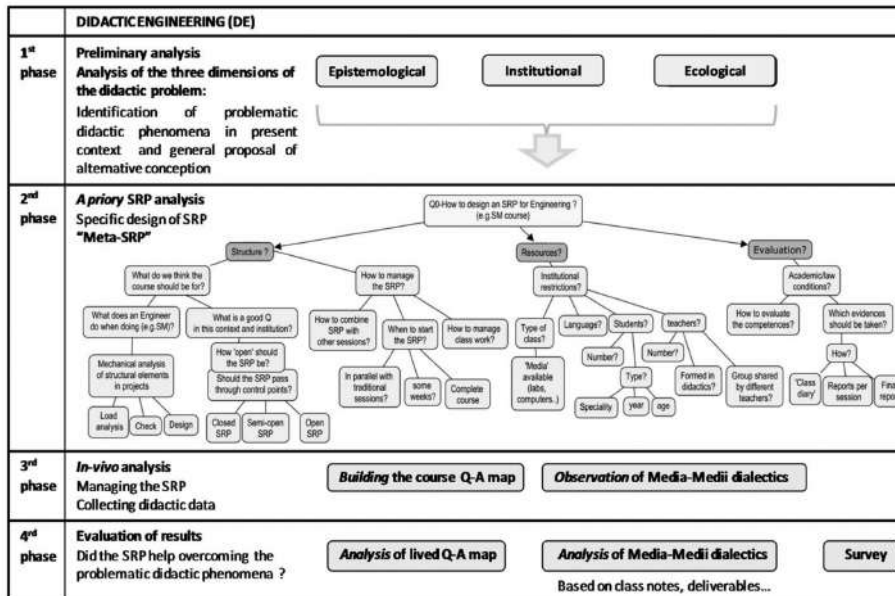 DIDACTIC ENGINEERING (DE)
1st
phase
Preliminary analysis
Analysis of the three dimensions of
the didactic problem:
Identification of problematic
didactic phenomena in present
context and general proposal of
alternative conception
Epistemological
Institutional
Ecological
2nd
phase
A priory SRP analysis
Specific design of SRP
"Meta-SRP"
Q0-How to design an SRP for Engineering ?
(e.g.SM course)
Structure ?
Resources?
Evaluation?
What do we think
the course should be for?
How to manage
the SRP?
Institutional
restrictions?
Academic/law
conditions?
What does an Engineer
do when doing (e.g.SM)?
What is a good Q
in this context and institution?
How to combine
SRP with
other sessions?
When to start
the SRP?
How to manage
class work?
Type of
class?
Language?
Students?
teachers?
How to evaluate
the competences?
Which evidences
should be taken?
Mechanical analysis
of structural elements
in projects
How 'open' should
the SRP be?
Should the SRP pass
through control points?
In parallel with
traditional
sessions?
some
weeks?
Complete
course
'Media'
available
(labs,
computers..)
Number?
Type?
Number?
Formed in
didactics?
Group shared
by different
teachers?
How?
Load
analysis
Check
Design
Closed
SRP
Semi-open
SRP
Open
SRP
Speciality
year
age
'Class
diary'
Reports per
session
Fina
repor
3rd
phase
In-vivo analysis
Managing the SRP
Collecting didactic data
Building the course Q-A map
Observation of Media-Medii dialectics
4rd
phase
Evaluation of results
Did the SRP help overcoming the
problematic didactic phenomena ?
Analysis of lived Q-A map
Analysis of Media-Medii dialectics
Survey
Based on class notes, deliverables...